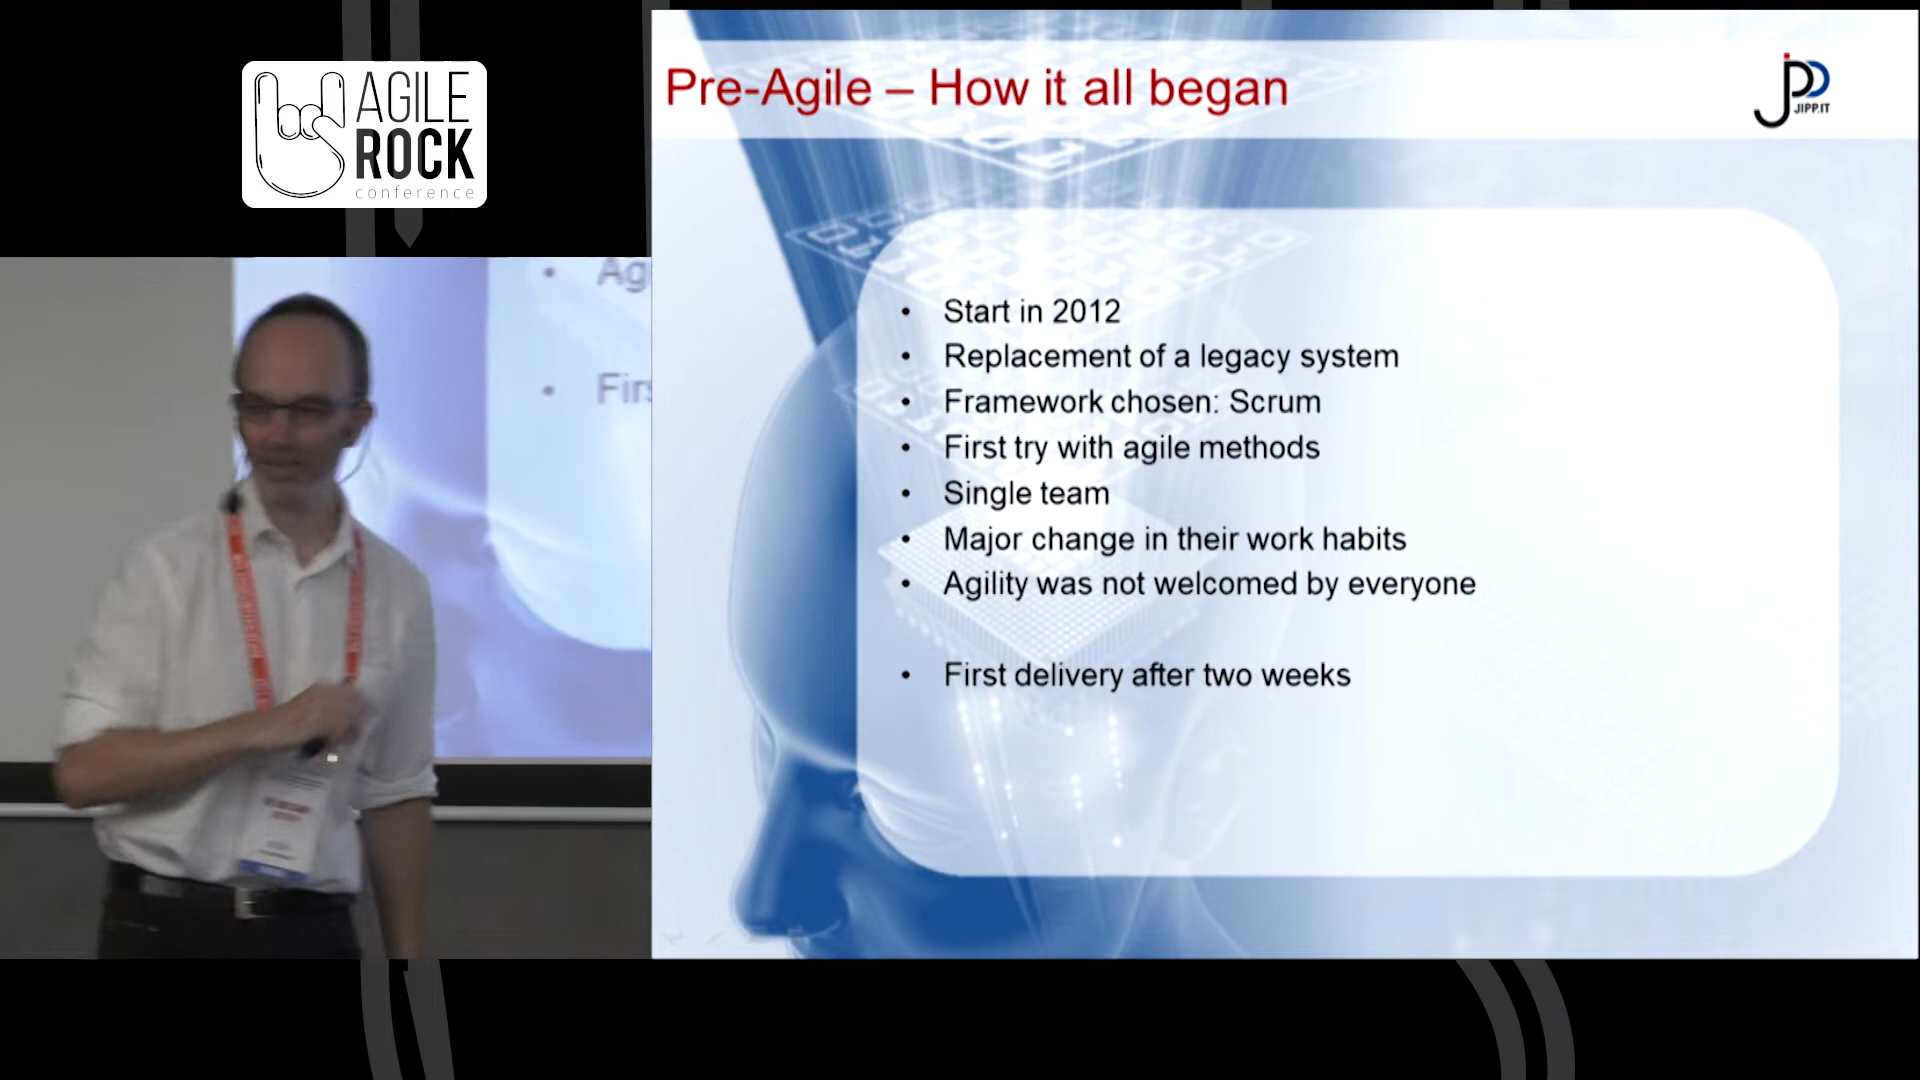 AGILE
ROCK
conference
Pre-Agile – How it all began
JIPP.IT
• Start in 2012
• Replacement of a legacy system
• Framework chosen: Scrum
• First try with agile methods
• Single team
• Major change in their work habits
• Agility was not welcomed by everyone
• First delivery after two weeks